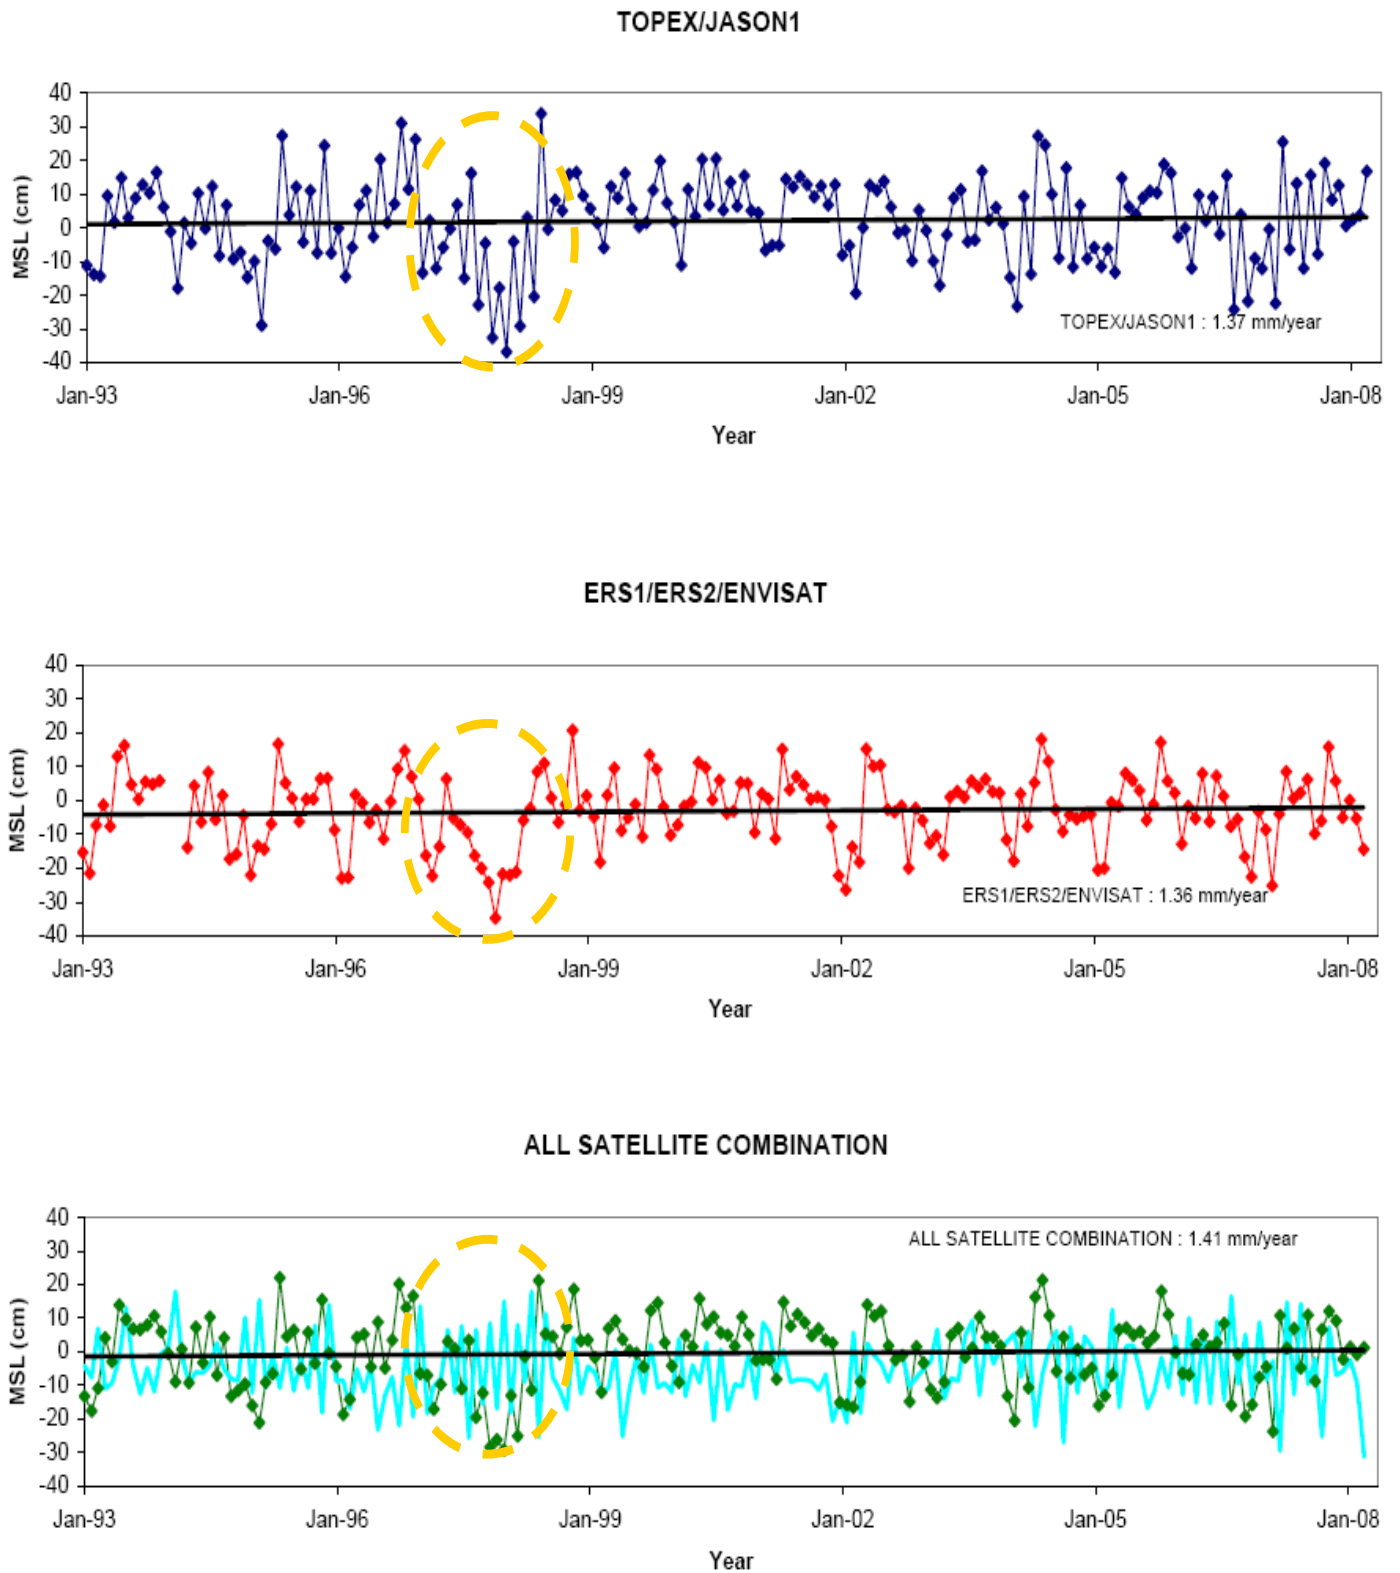 TOPEX/JASON1
40
30
20
10
0
-10
-20
-30
-40
MSL (cm)
TOPEX/JASON1 : 1.37 mm/year
Jan-93 Jan-96 Jan-99 Jan-02 Jan-05 Jan-08
Year
ERS1/ERS2/ENVISAT
40
30
20
10
0
-10
-20
-30
-40
MSL (cm)
ERS1/ERS2/ENVISAT : 1.36 mm/year
Jan-93 Jan-96 Jan-99 Jan-02 Jan-05 Jan-08
Year
ALL SATELLITE COMBINATION
40
30
20
10
0
-10
-20
-30
-40
MSL (cm)
ALL SATELLITE COMBINATION : 1.41 mm/year
Jan-93 Jan-96 Jan-99 Jan-02 Jan-05 Jan-08
Year